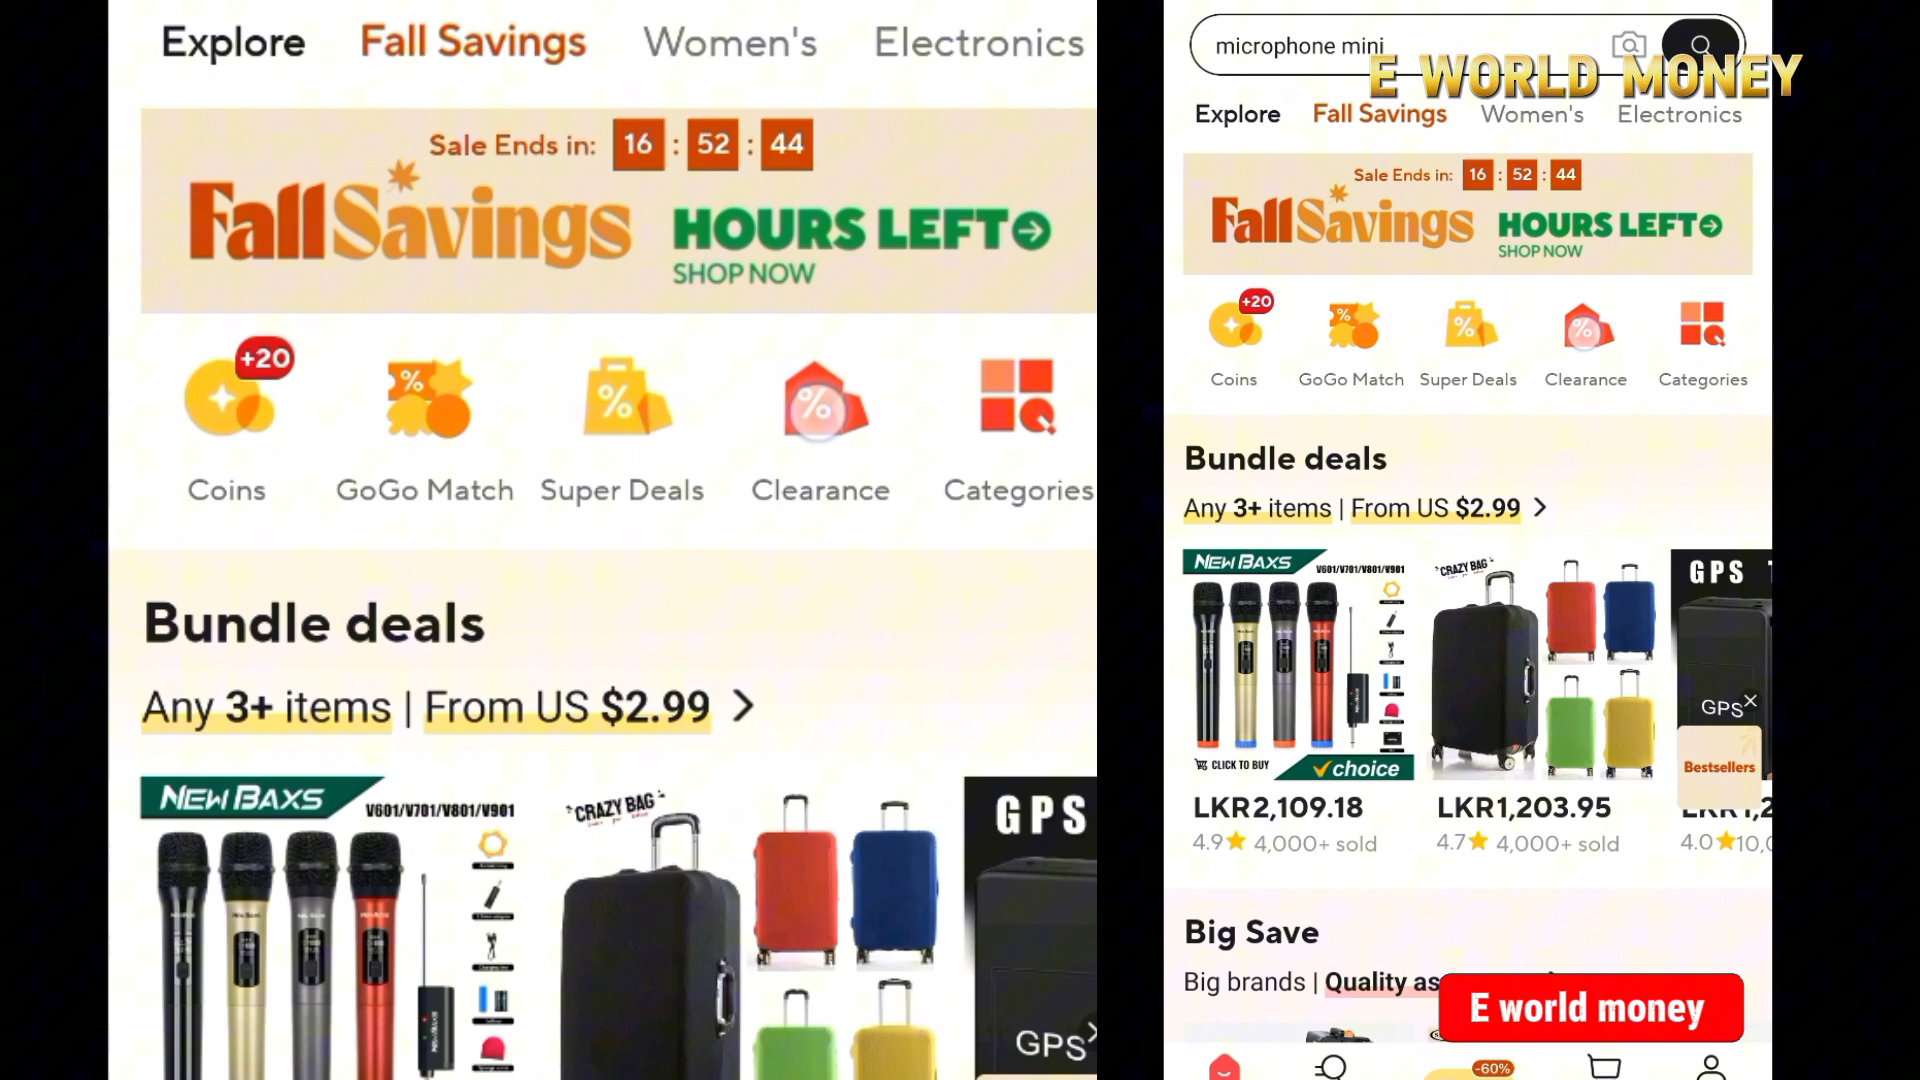 Explore Fall Savings Women's Electronics
Sale Ends in: 16 : 52 : 44
Fall Savings HOURS LEFT
SHOP NOW
+20
Coins GoGo Match Super Deals Clearance Categories
Bundle deals
Any 3+ items | From US $2.99
NEW BAXS
V601/V701/V801/V901
CRAZY BAG
GPS
GPS
microphone mini
E WORLD MONEY
Explore Fall Savings Women's Electronics
Sale Ends in: 16 : 52 : 44
Fall Savings HOURS LEFT
SHOP NOW
+20
Coins GoGo Match Super Deals Clearance Categories
Bundle deals
Any 3+ items | From US $2.99
NEW BAXS
V601/V701/V801/V901
CRAZY BAG
GPS
GPS
CLICK TO BUY
choice
Bestsellers
LKR2,109.18 LKR1,203.95
4.9 4,000+ sold 4.7 4,000+ sold 4.0
Big Save
Big brands | Quality
E world money
-60%